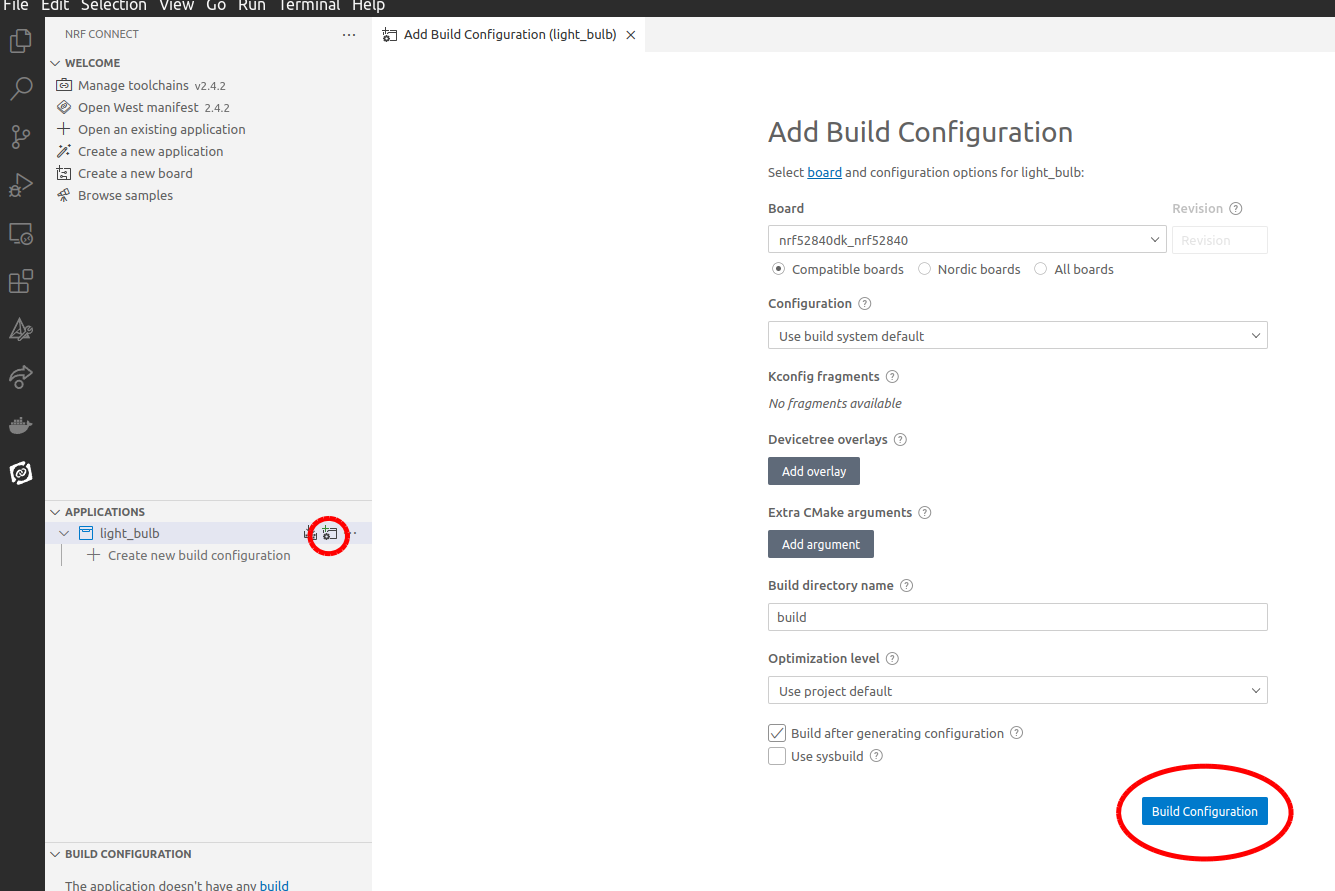 File Edit Selection View Go Run Terminal Help
NRF CONNECT
WELCOME
Manage toolchains v2.4.2
Open West manifest 2.4.2
Open an existing application
Create a new application
Create a new board
Browse samples
APPLICATIONS
light_bulb
Create new build configuration
BUILD CONFIGURATION
The application doesn't have any build
Add Build Configuration (light_bulb)
Add Build Configuration
Select board and configuration options for light_bulb:
Board Revision
nrf52840dk_nrf52840 Revision
Compatible boards Nordic boards All boards
Configuration
Use build system default
Kconfig fragments
No fragments available
Devicetree overlays
Add overlay
Extra CMake arguments
Add argument
Build directory name
build
Optimization level
Use project default
Build after generating configuration
Use sysbuild
Build Configuration